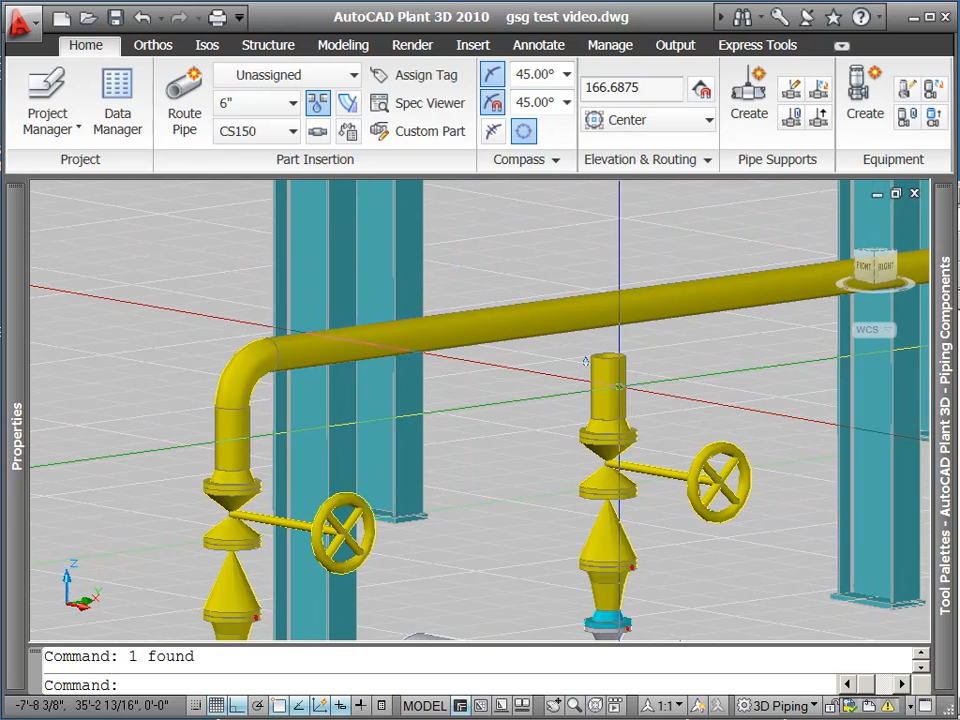 AutoCAD Plant 3D 2010 gsg test video.dwg
Home Orthos Isos Structure Modeling Render Insert Annotate Manage Output Express Tools
Project Manager
Data Manager
Project
Route Pipe
Unassigned
6"
CS150
Assign Tag
Spec Viewer
Custom Part
Part Insertion
45.00°
45.00°
Compass
166.6875
Center
Elevation & Routing
Create
Pipe Supports
Create
Equipment
FRONT RIGHT
WCS
Properties
Tool Palettes - AutoCAD Plant 3D - Piping Components
Z
X
Command: 1 found
Command:
-7'-8 3/8", 35'-2 13/16", 0'-0"
MODEL
1:1
3D Piping